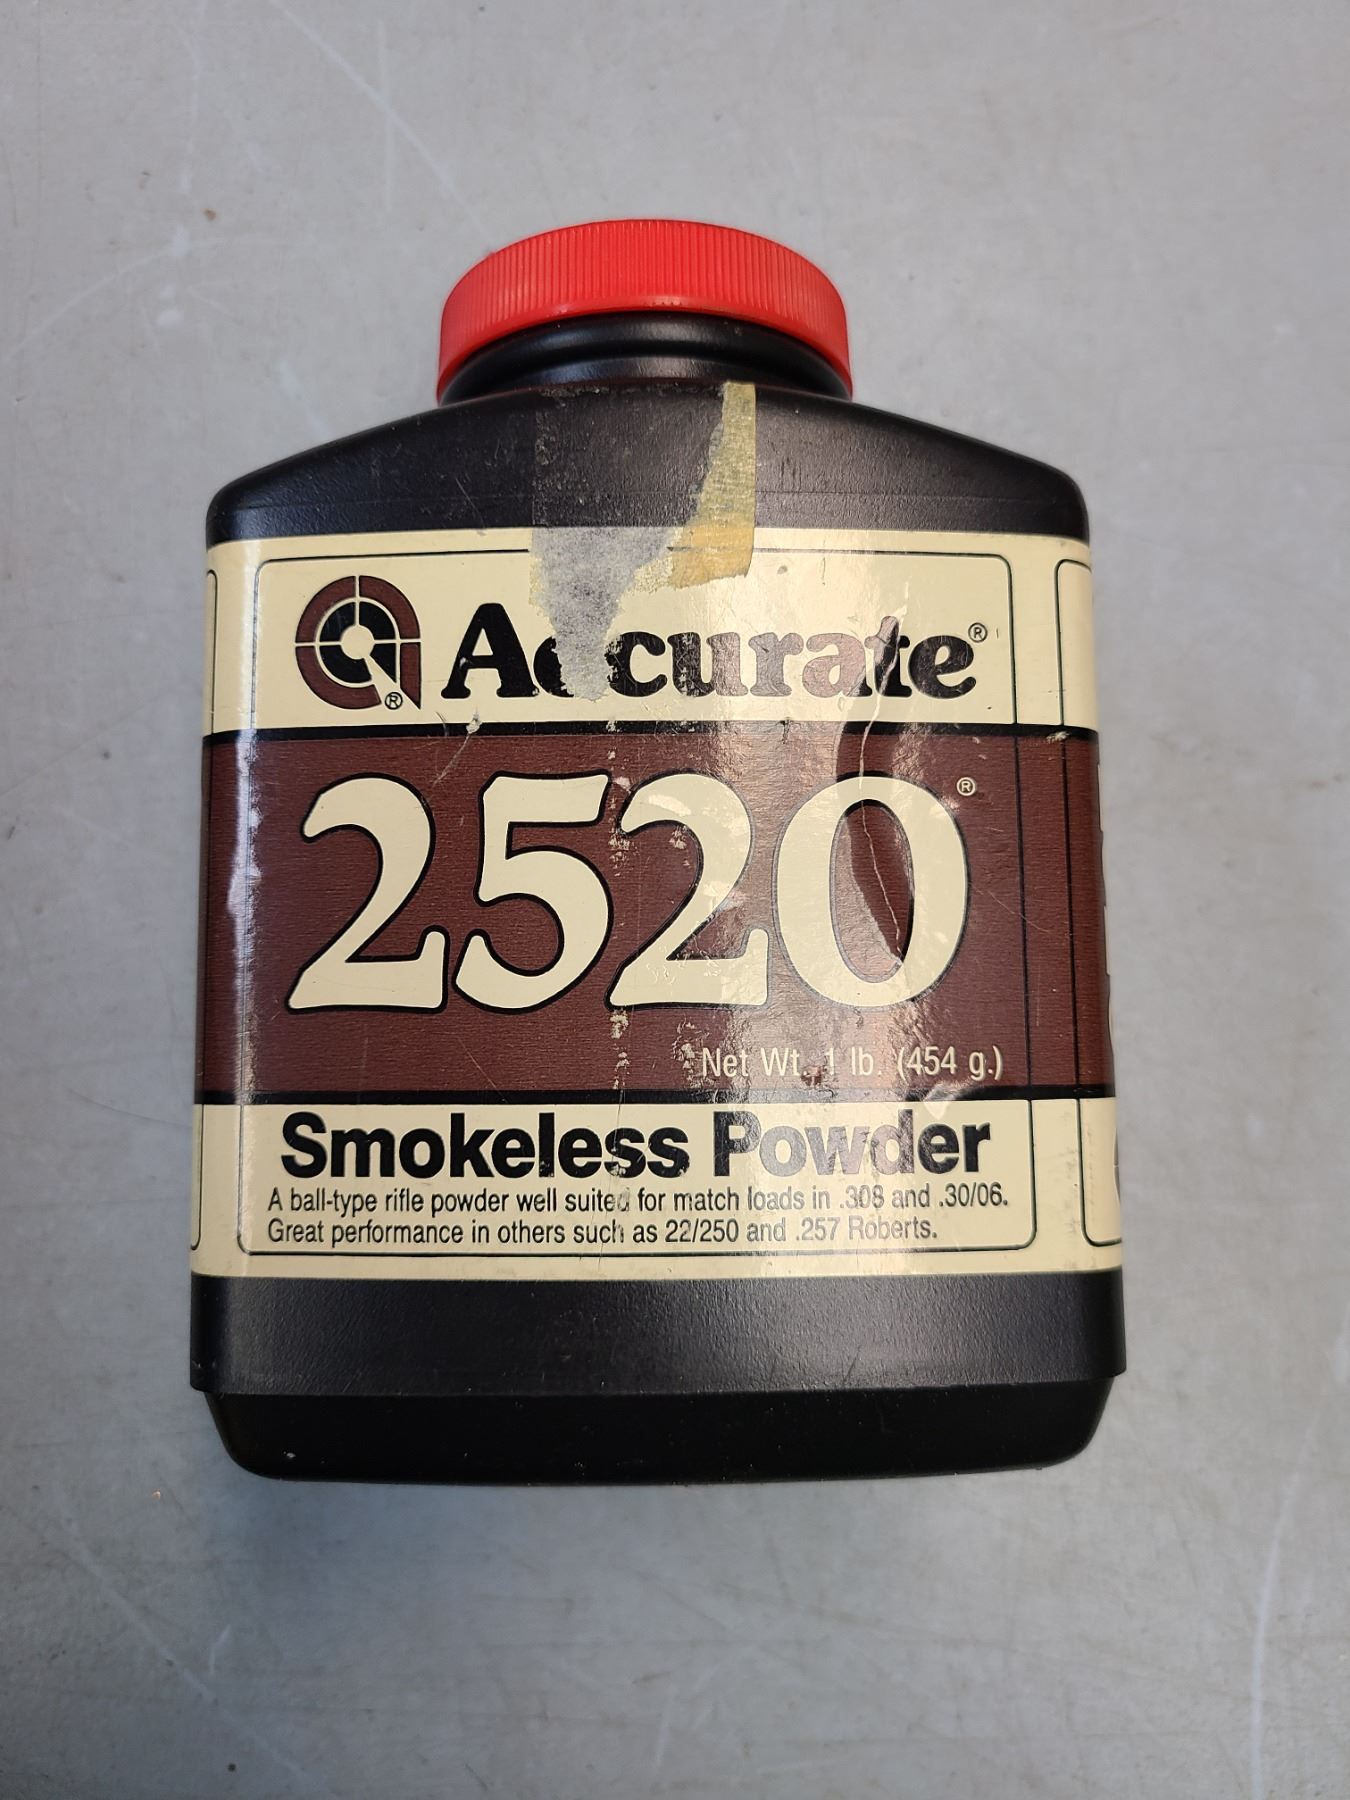 Accurate®
2520®
Net Wt. 1 lb. (454 g.)
Smokeless Powder
A ball-type rifle powder well suited for match loads in .308 and .30/06.
Great performance in others such as 22/250 and .257 Roberts.